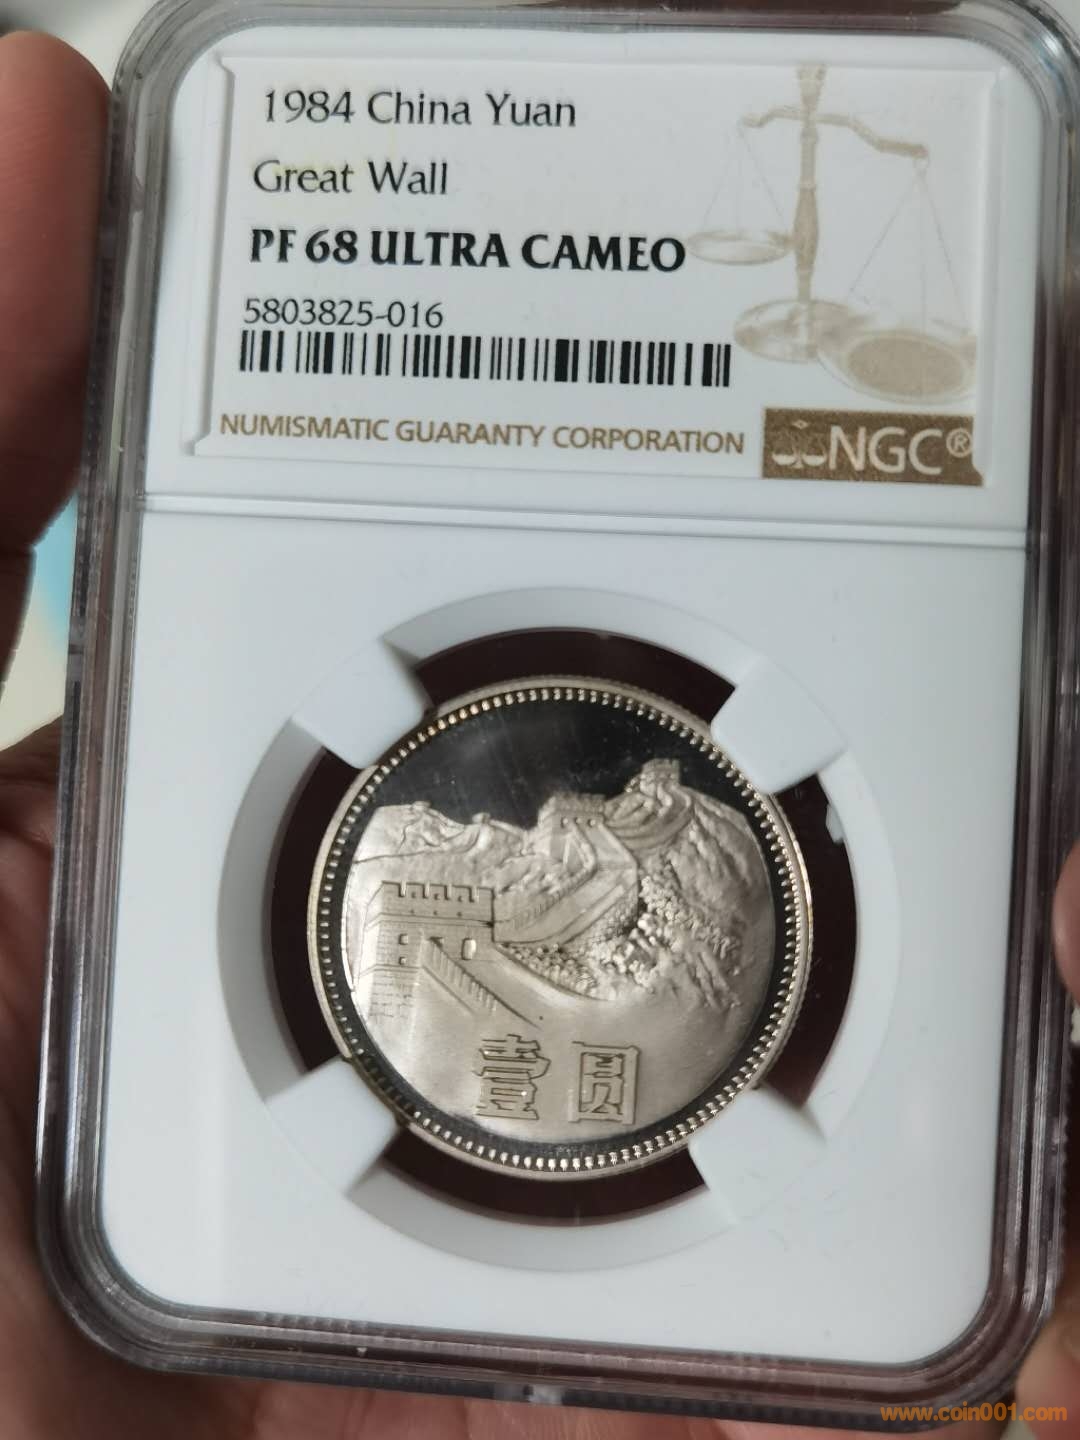 1984 China Yuan
Great Wall
PF 68 ULTRA CAMEO
5803825-016
NUMISMATIC GUARANTY CORPORATION
NGC®
壹圆
www.coin001.com